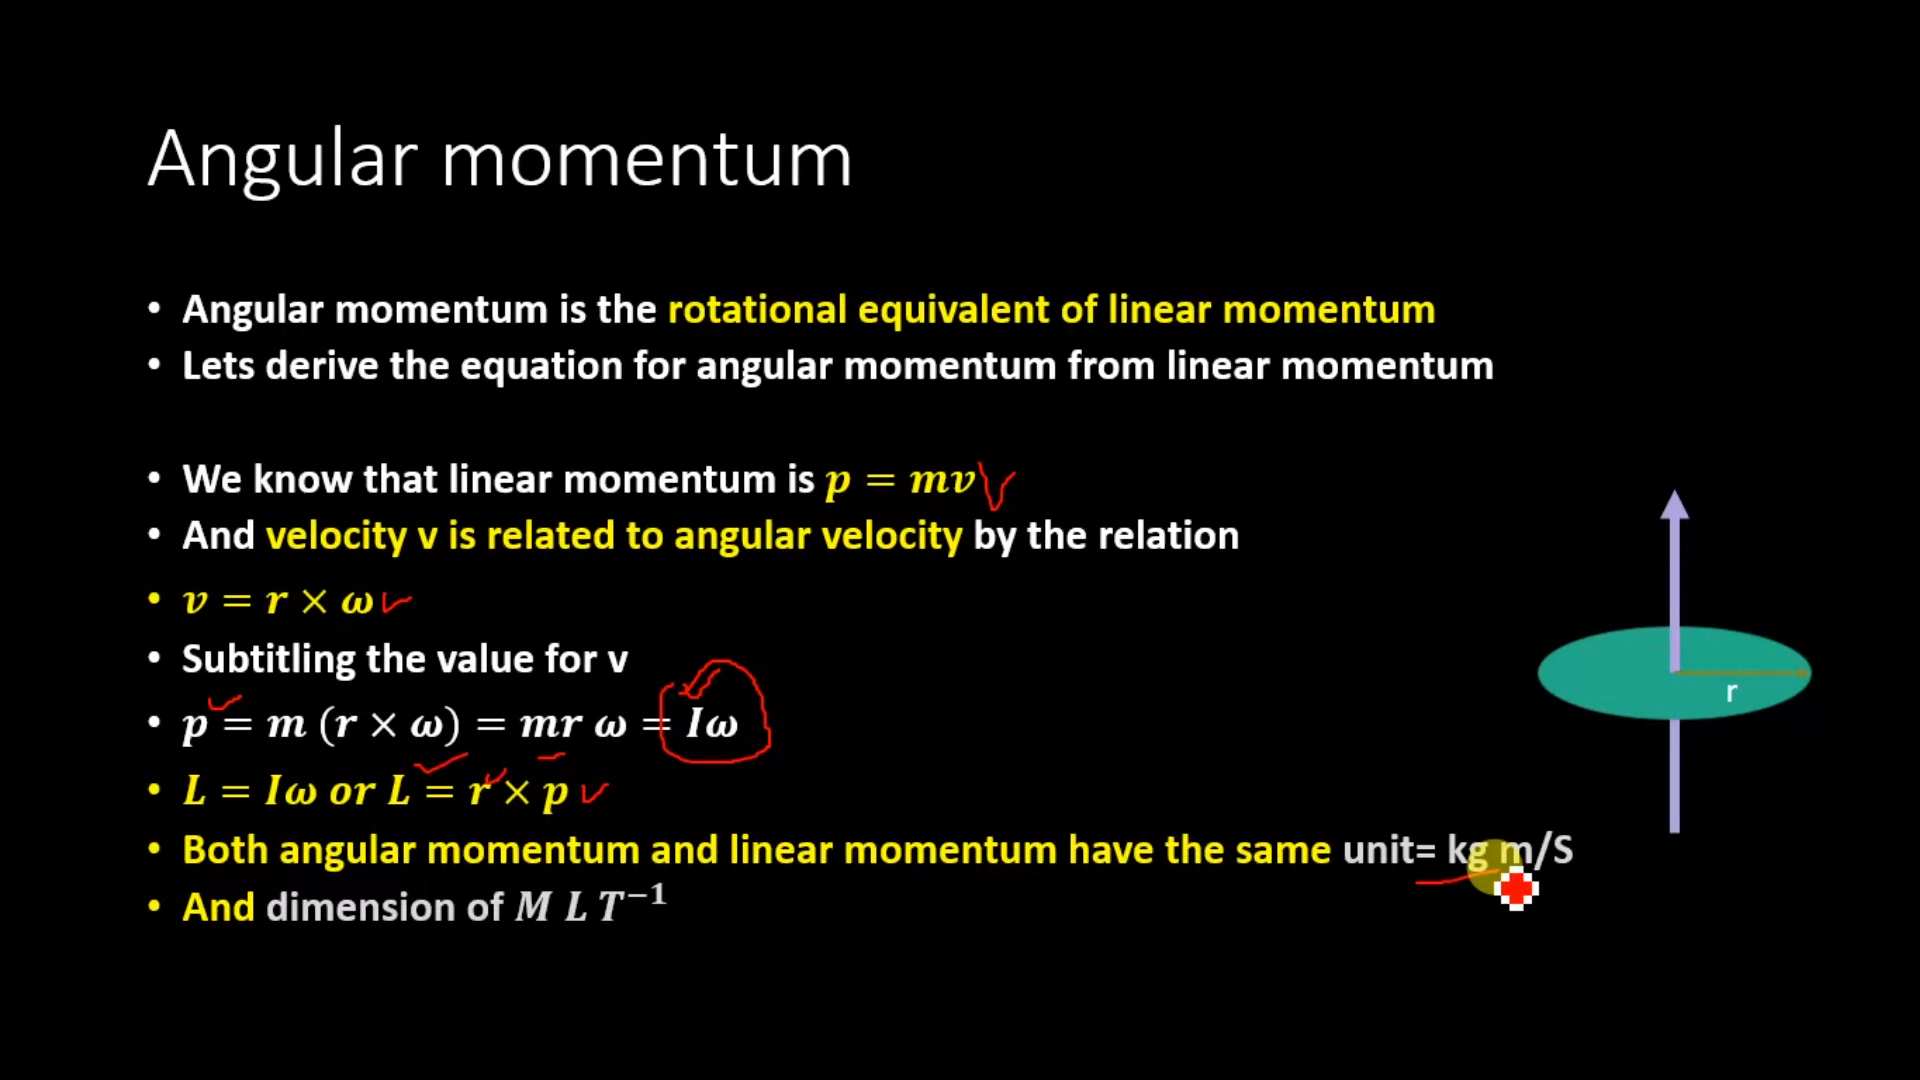 Angular momentum
• Angular momentum is the rotational equivalent of linear momentum
• Lets derive the equation for angular momentum from linear momentum
• We know that linear momentum is p = mv
• And velocity v is related to angular velocity by the relation
• v = r × ω
• Subtitling the value for v
• p = m (r × ω) = mr ω = Iω
• L = Iω or L = r × p
• Both angular momentum and linear momentum have the same unit= kg m/S
• And dimension of M L T⁻¹
r